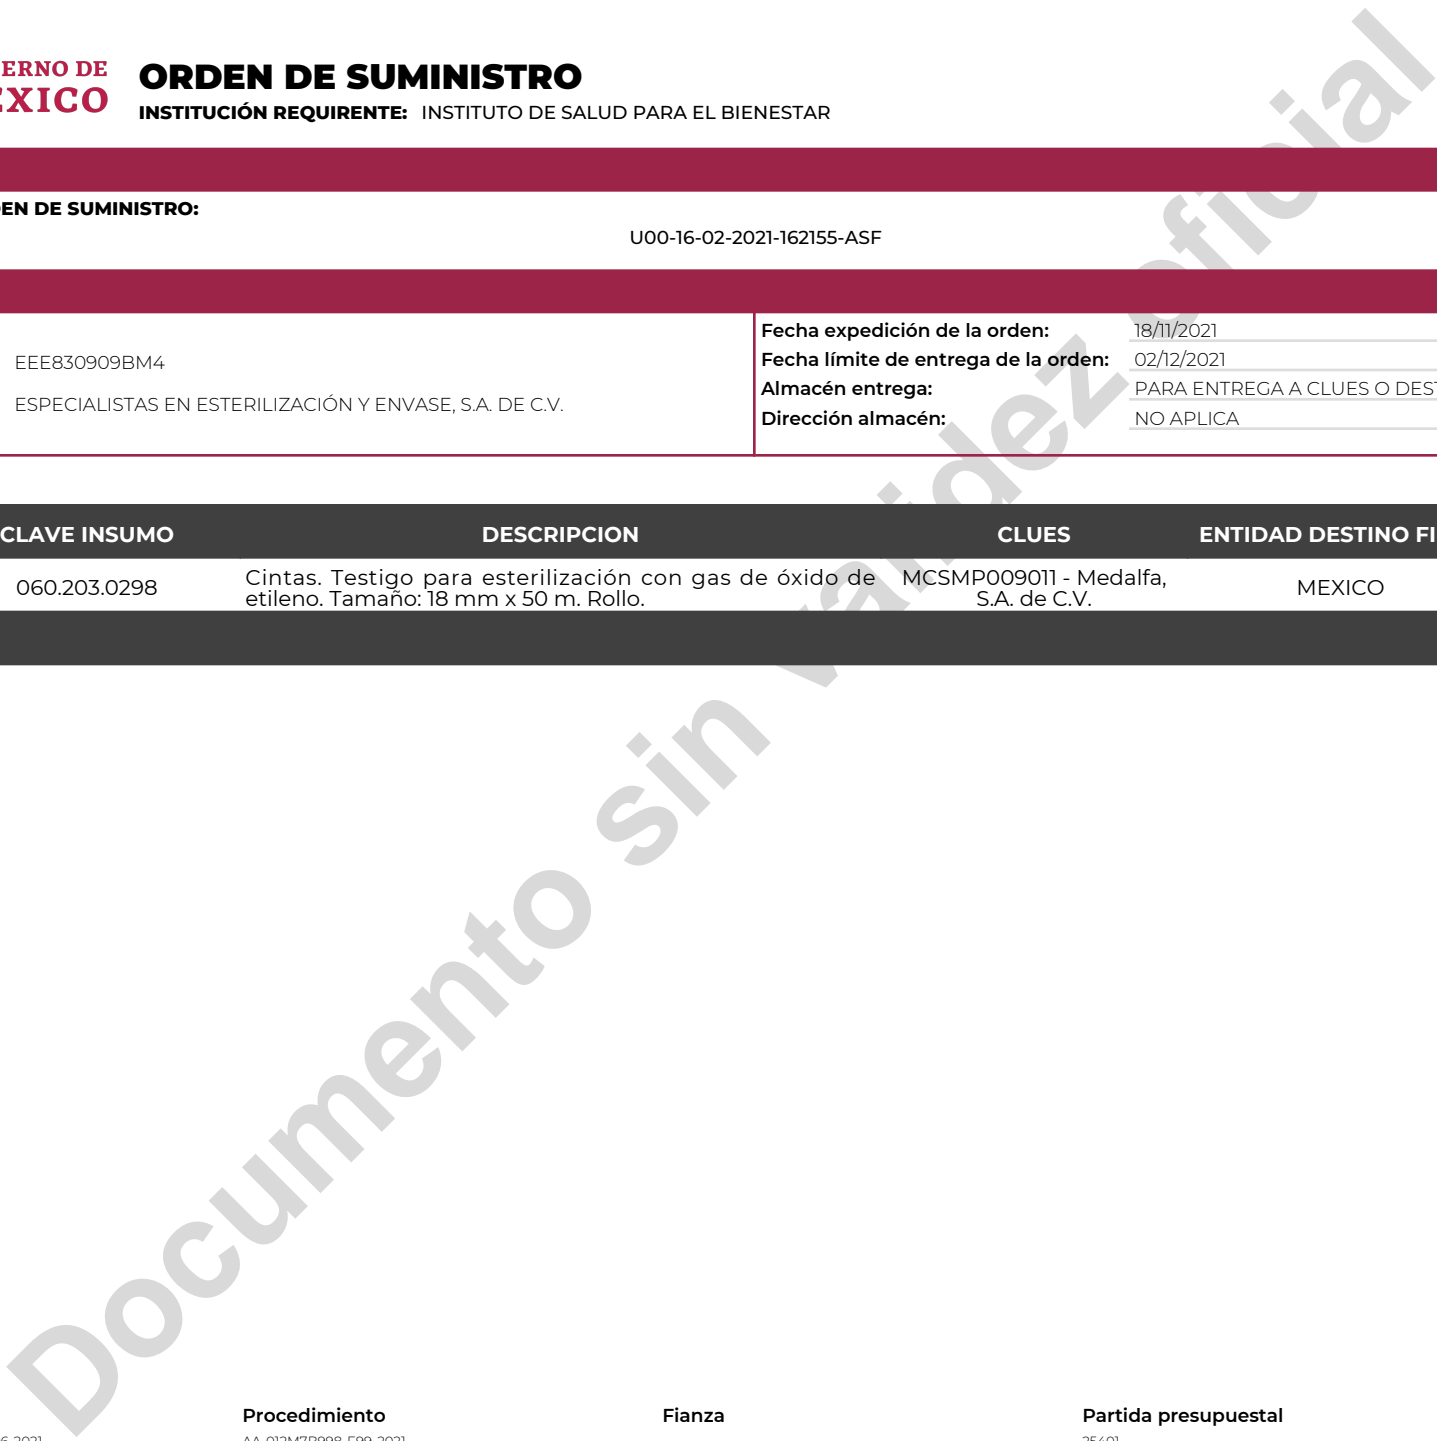 ERNO DE
EXICO
ORDEN DE SUMINISTRO
INSTITUCIÓN REQUIRENTE: INSTITUTO DE SALUD PARA EL BIENESTAR
EN DE SUMINISTRO:
U00-16-02-2021-162155-ASF
EEE830909BM4
ESPECIALISTAS EN ESTERILIZACIÓN Y ENVASE, S.A. DE C.V.
Fecha expedición de la orden: 18/11/2021
Fecha límite de entrega de la orden: 02/12/2021
Almacén entrega: PARA ENTREGA A CLUES O DES
Dirección almacén: NO APLICA
CLAVE INSUMO DESCRIPCION CLUES ENTIDAD DESTINO FI
060.203.0298
Cintas. Testigo para esterilización con gas de óxido de
etileno. Tamaño: 18 mm x 50 m. Rollo.
MCSMP009011 - Medalfa,
S.A. de C.V.
MEXICO
Documento sin validez oficial
Procedimiento Fianza Partida presupuestal